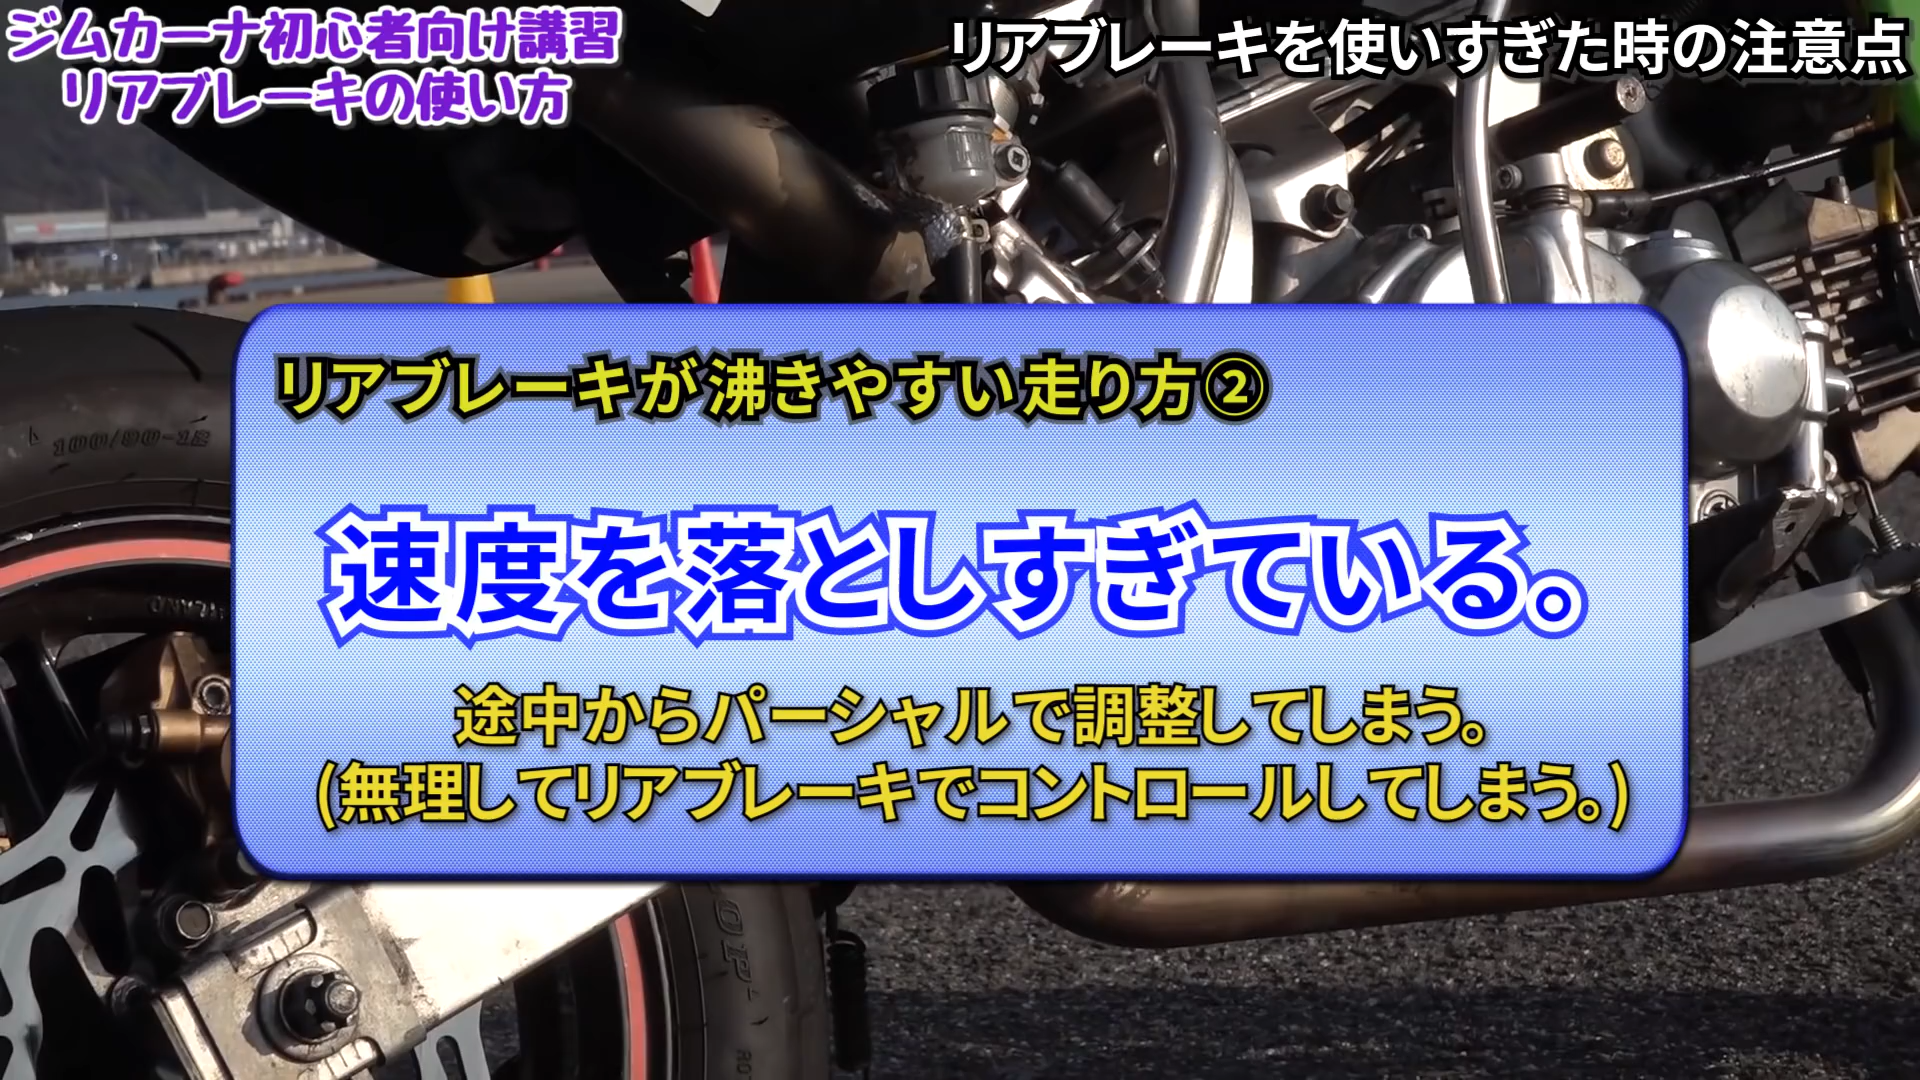 ジムカーナ初心者向け講習
リアブレーキの使い方
リアブレーキを使いすぎた時の注意点
リアブレーキが沸きやすい走り方②
100/90-12
速度を落としすぎている。
途中からパーシャルで調整してしまう。
(無理してリアブレーキでコントロールしてしまう。)